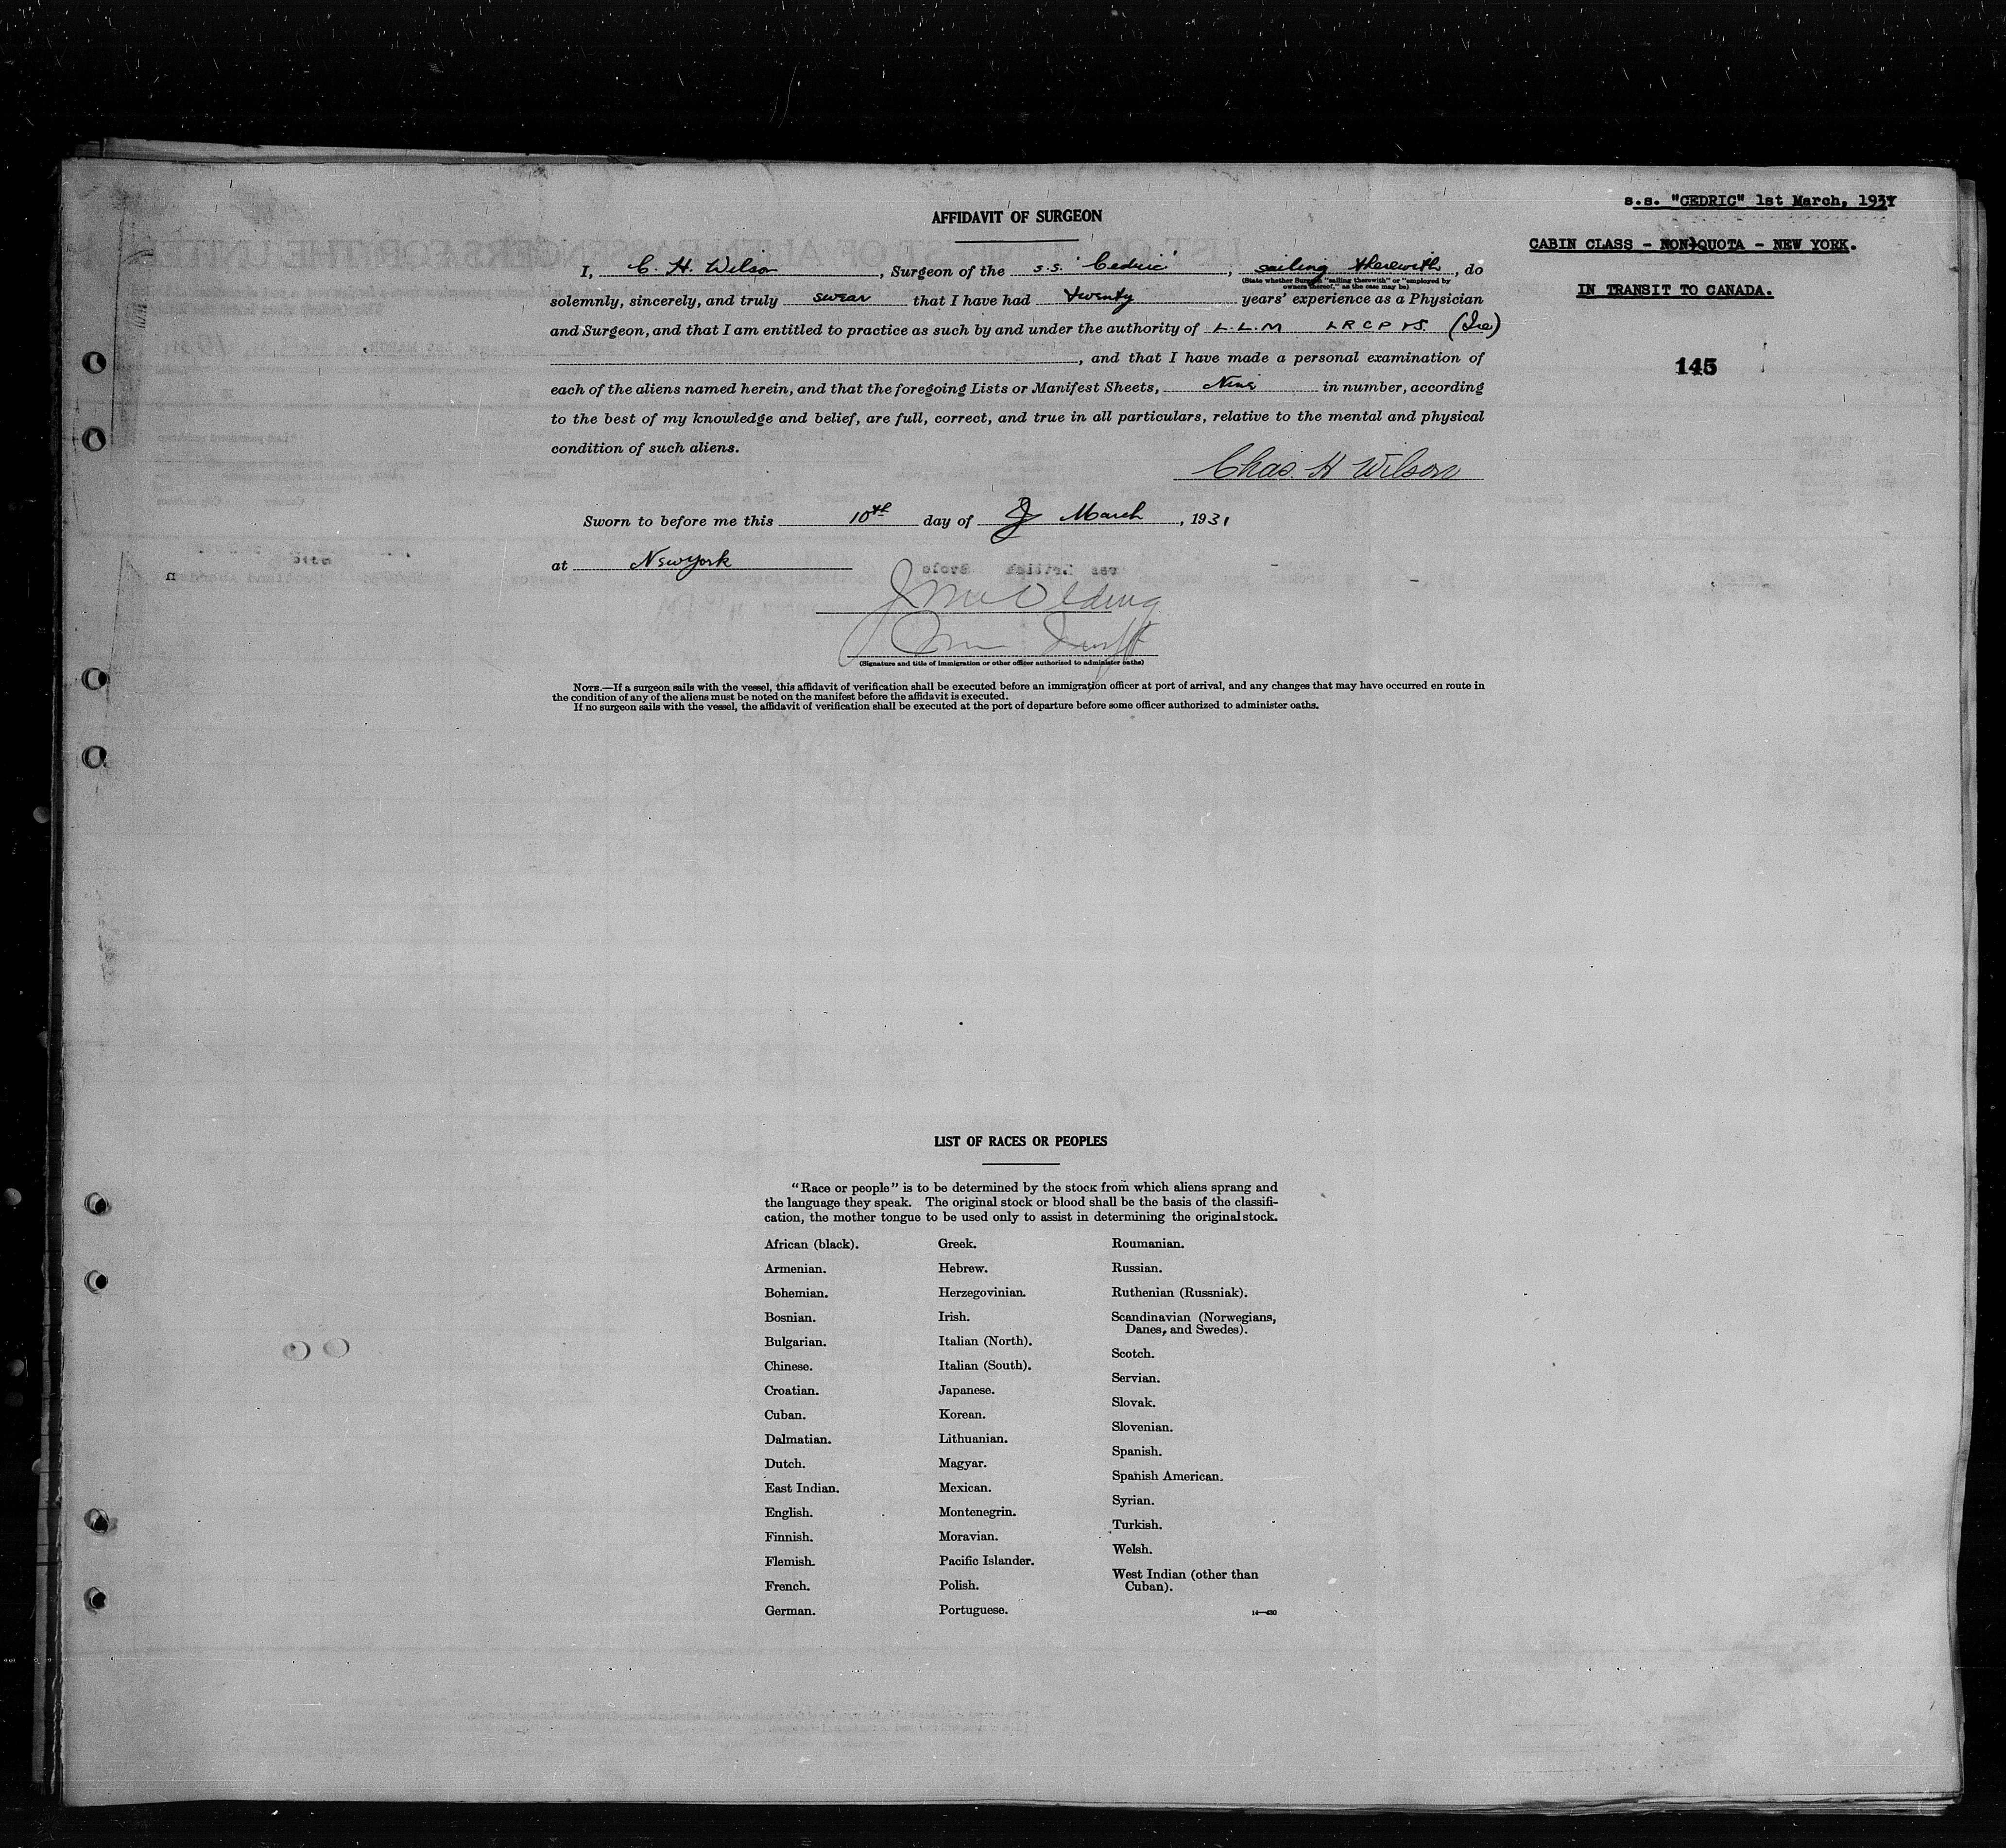 s.s. "CEDRIC" 1st March, 1931
CABIN CLASS - NON-QUOTA - NEW YORK.
IN TRANSIT TO CANADA.
145
AFFIDAVIT OF SURGEON
I, C. H. Wilson, Surgeon of the s.s. 'Cedric', sailing therewith, do
(State whether Surgeon "sailing therewith" or "employed by
owners thereof," as the case may be)
solemnly, sincerely, and truly swear that I have had twenty years' experience as a Physician
and Surgeon, and that I am entitled to practice as such by and under the authority of L.L.M L R C P & S. (Ire)
, and that I have made a personal examination of
each of the aliens named herein, and that the foregoing Lists or Manifest Sheets, Nine in number, according
to the best of my knowledge and belief, are full, correct, and true in all particulars, relative to the mental and physical
condition of such aliens.
Chas. H Wilson
Sworn to before me this 10th day of March, 1931
at New York
(Signature and title of immigration or other officer authorized to administer oaths)
NOTE.—If a surgeon sails with the vessel, this affidavit of verification shall be executed before an immigration officer at port of arrival, and any changes that may have occurred en route in
the condition of any of the aliens must be noted on the manifest before the affidavit is executed.
If no surgeon sails with the vessel, the affidavit of verification shall be executed at the port of departure before some officer authorized to administer oaths.
LIST OF RACES OR PEOPLES
"Race or people" is to be determined by the stock from which aliens sprang and
the language they speak. The original stock or blood shall be the basis of the classifi-
cation, the mother tongue to be used only to assist in determining the original stock.
African (black).
Armenian.
Bohemian.
Bosnian.
Bulgarian.
Chinese.
Croatian.
Cuban.
Dalmatian.
Dutch.
East Indian.
English.
Finnish.
Flemish.
French.
German.
Greek.
Hebrew.
Herzegovinian.
Irish.
Italian (North).
Italian (South).
Japanese.
Korean.
Lithuanian.
Magyar.
Mexican.
Montenegrin.
Moravian.
Pacific Islander.
Polish.
Portuguese.
Roumanian.
Russian.
Ruthenian (Russniak).
Scandinavian (Norwegians,
Danes, and Swedes).
Scotch.
Servian.
Slovak.
Slovenian.
Spanish.
Spanish American.
Syrian.
Turkish.
Welsh.
West Indian (other than
Cuban).
14—430